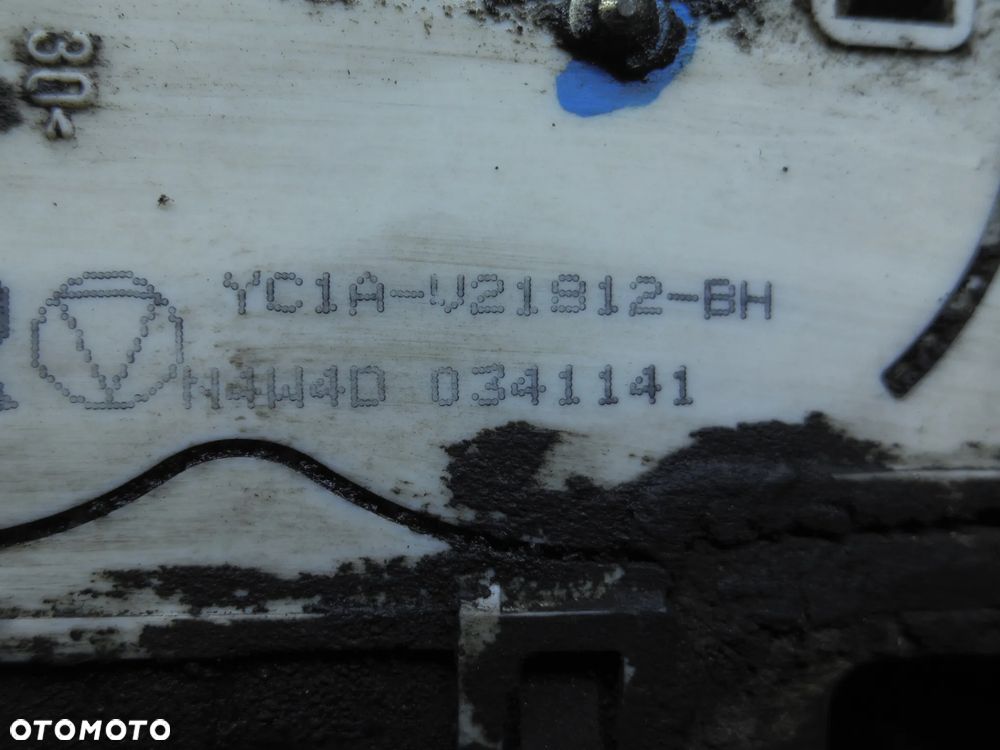 30<
YC1A-V21812-BH
N4W4D 0341141
OTOMOTO